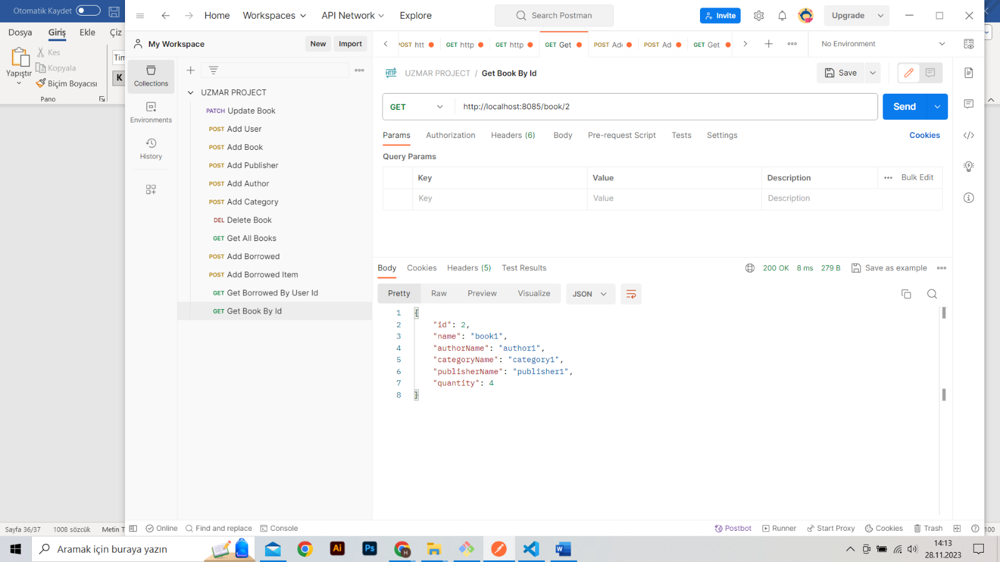 Otomatik Kaydet
Dosya Giriş Ekle Çiz
Yapıştır
Kes
Kopyala
Biçim Boyacısı
Pano
Tim
K
Home Workspaces API Network Explore
Search Postman
Invite
Upgrade
My Workspace
New Import
POST htt GET http GET http GET Get POST Add POST Ad GET Get
No Environment
Collections
Environments
History
UZMAR PROJECT
PATCH Update Book
POST Add User
POST Add Book
POST Add Publisher
POST Add Author
POST Add Category
DEL Delete Book
GET Get All Books
POST Add Borrowed
POST Add Borrowed Item
GET Get Borrowed By User Id
GET Get Book By Id
HTTP UZMAR PROJECT / Get Book By Id
Save
GET http://localhost:8085/book/2
Send
Params Authorization Headers (6) Body Pre-request Script Tests Settings Cookies
Query Params
Key Value Description Bulk Edit
Key Value Description
Body Cookies Headers (5) Test Results
200 OK 8 ms 279 B Save as example
Pretty Raw Preview Visualize JSON
1 {
2 "id": 2,
3 "name": "book1",
4 "authorName": "author1",
5 "categoryName": "category1",
6 "publisherName": "publisher1",
7 "quantity": 4
8 }
Sayfa 36/37 1008 sözcük Metin T
Online Find and replace Console
Postbot Runner Start Proxy Cookies Trash
100
Aramak için buraya yazın
Ai Ps H
14:13
28.11.2023